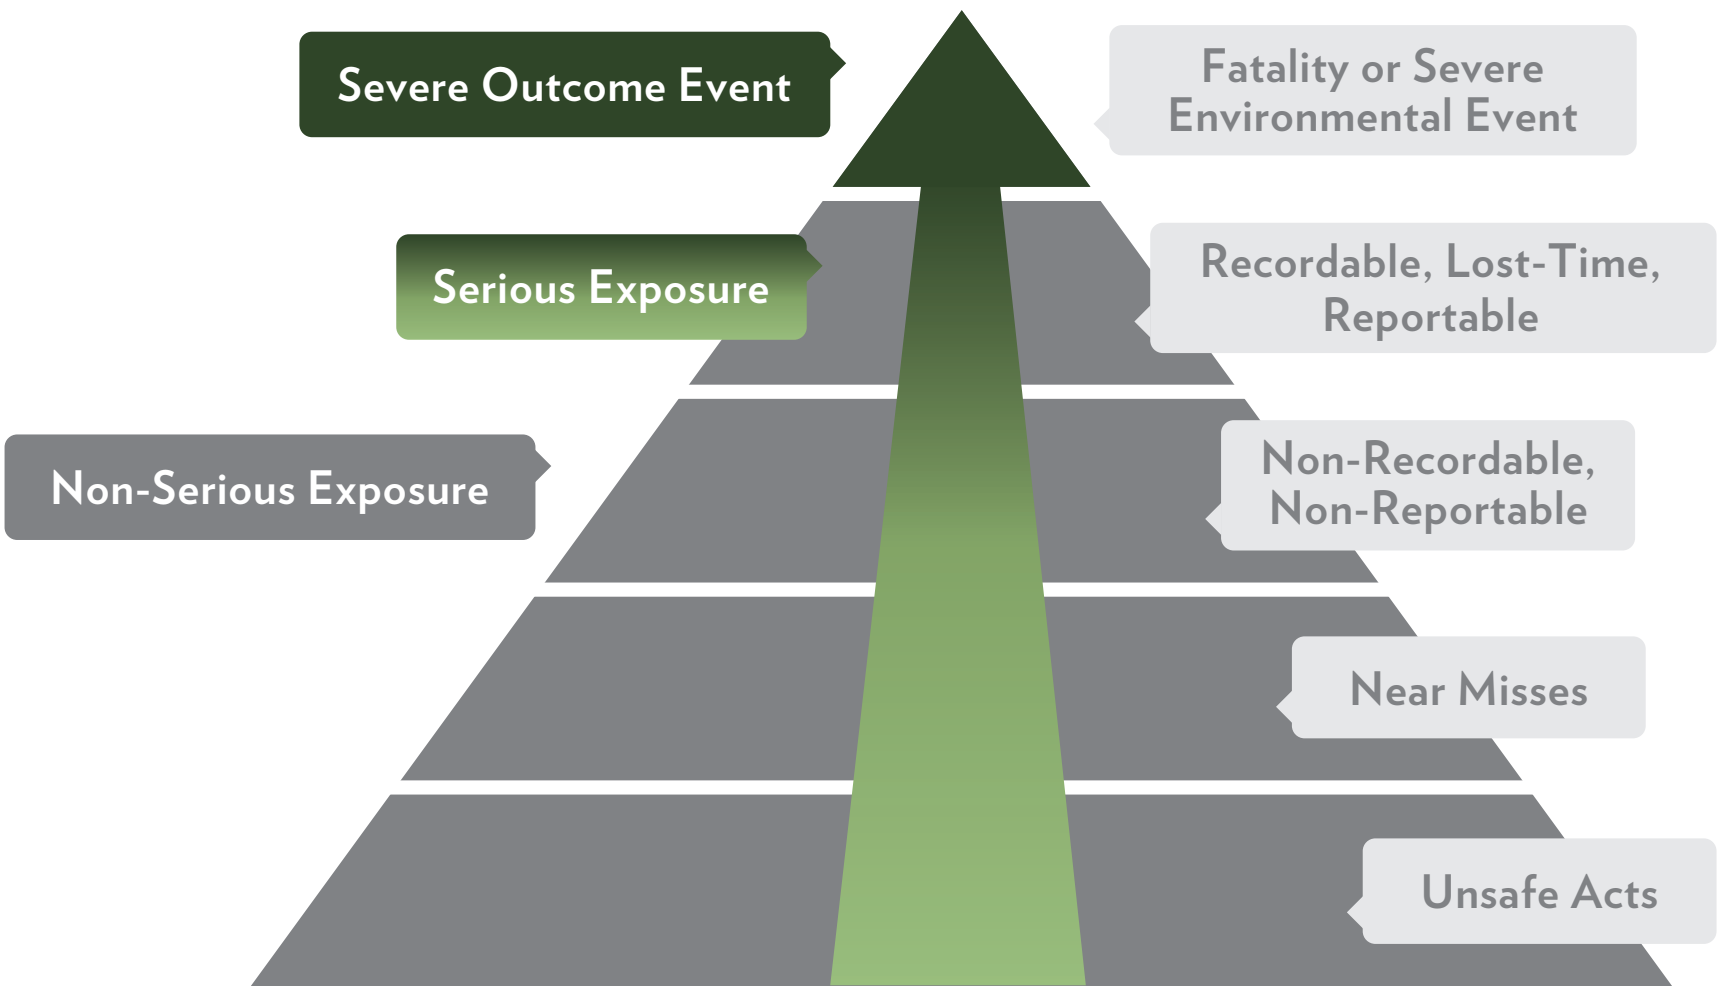 Severe Outcome Event
Fatality or Severe
Environmental Event
Serious Exposure
Recordable, Lost-Time,
Reportable
Non-Serious Exposure
Non-Recordable,
Non-Reportable
Near Misses
Unsafe Acts